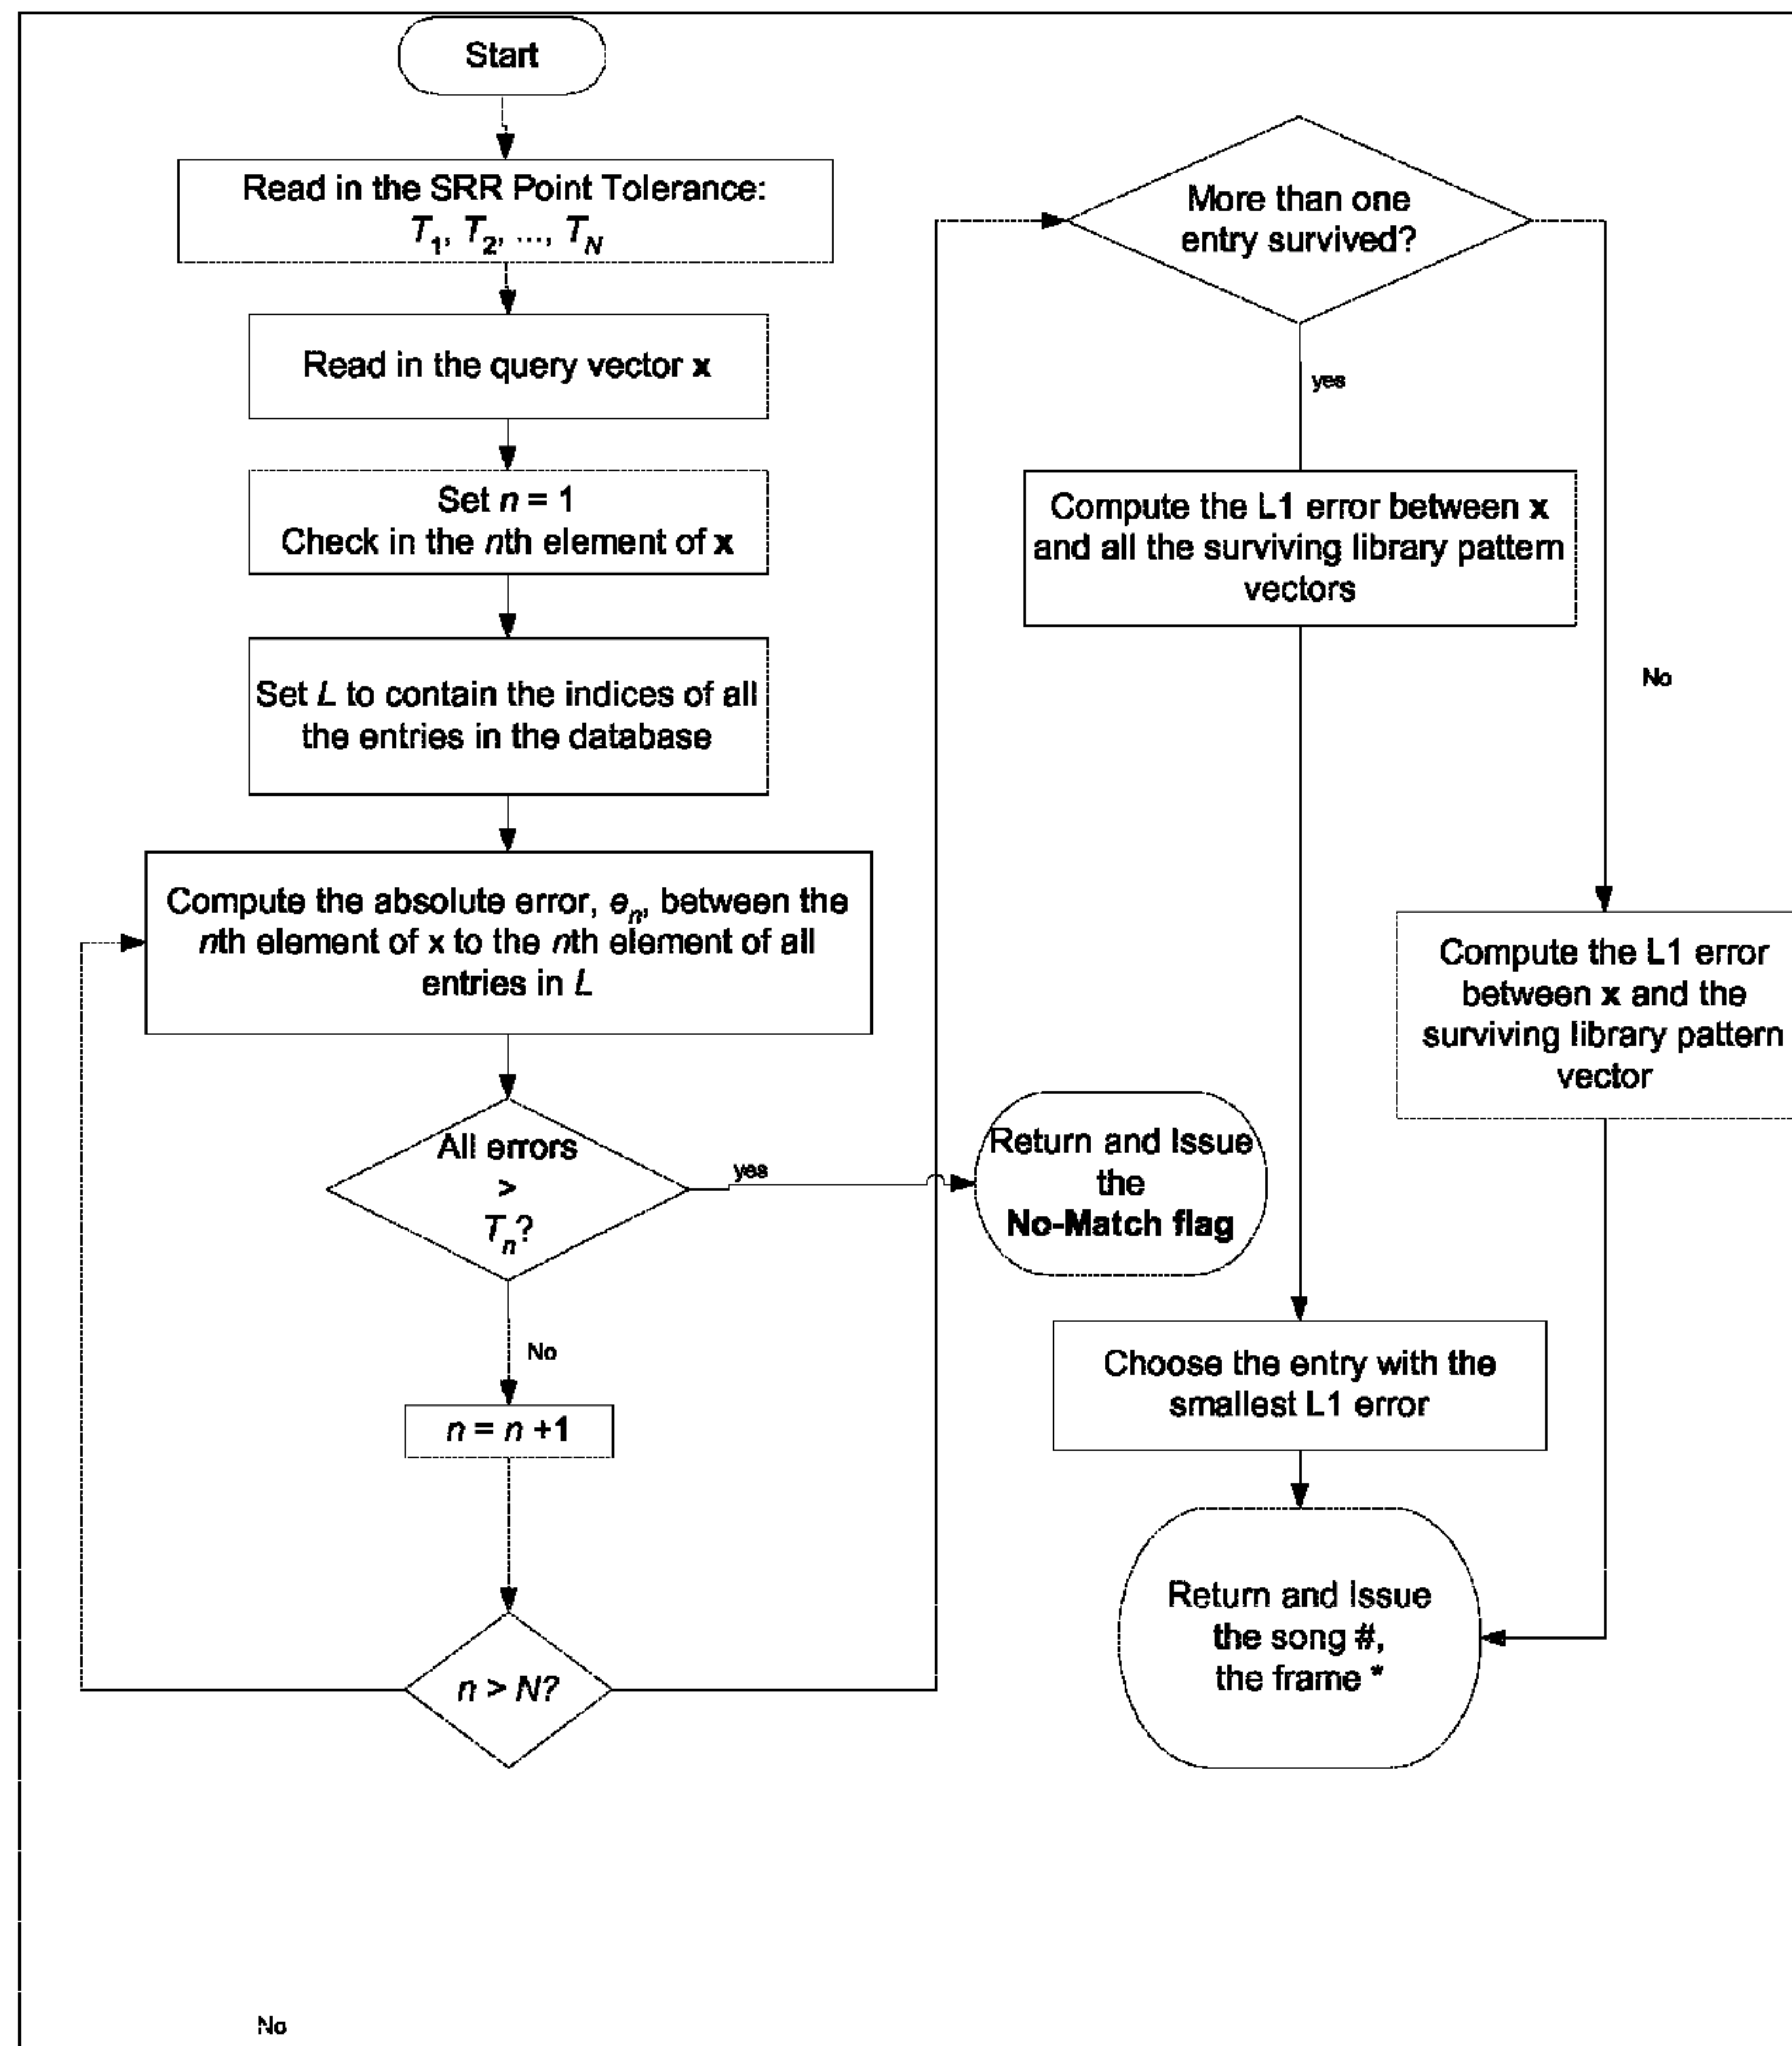 Start
Read in the SRR Point Tolerance:
T1, T2, ..., TN
Read in the query vector x
Set n = 1
Check in the nth element of x
Set L to contain the indices of all
the entries in the database
Compute the absolute error, en, between the
nth element of x to the nth element of all
entries in L
All errors
>
Tn?
yes
Return and Issue
the
No-Match flag
No
n = n +1
n > N?
No
More than one
entry survived?
yes
Compute the L1 error between x
and all the surviving library pattern
vectors
No
Compute the L1 error
between x and the
surviving library pattern
vector
Choose the entry with the
smallest L1 error
Return and Issue
the song #,
the frame *